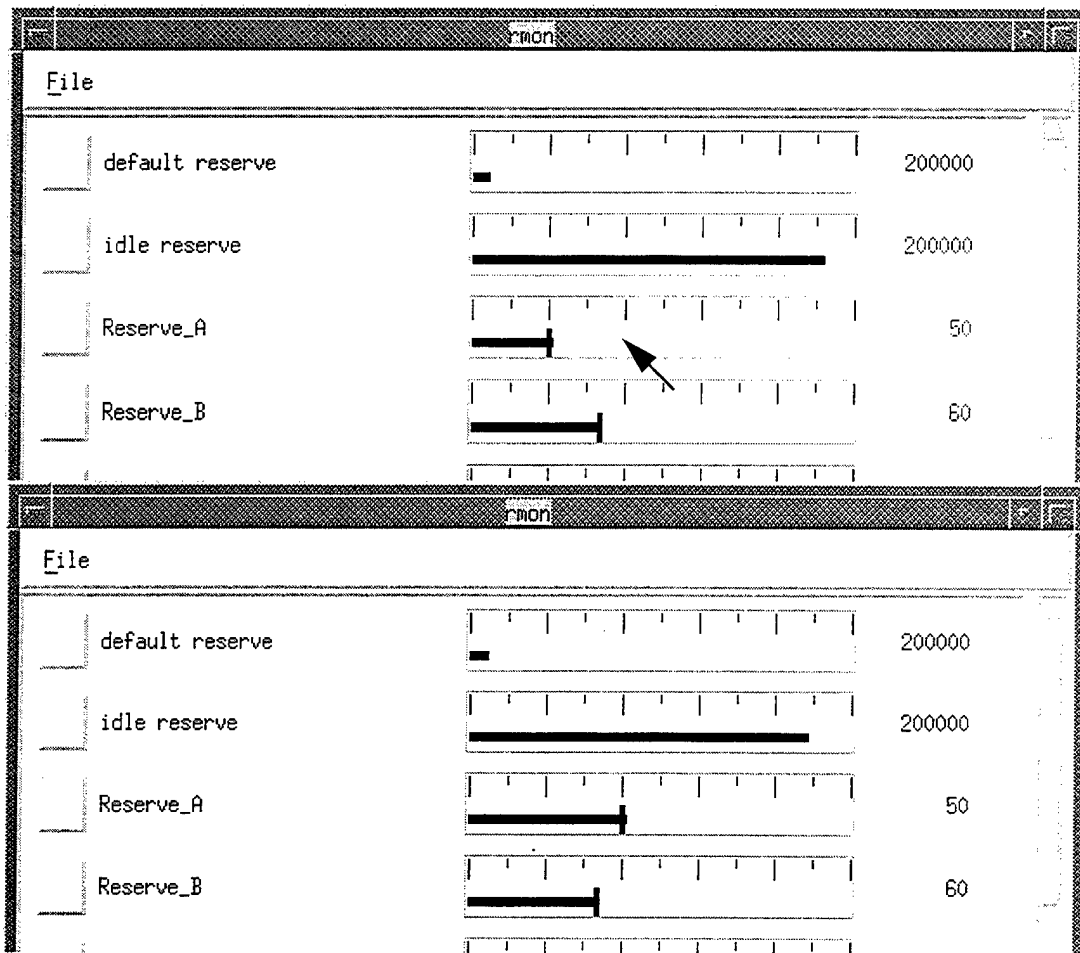 rmon
File
default reserve 200000
idle reserve 200000
Reserve_A 50
Reserve_B 60
rmon
File
default reserve 200000
idle reserve 200000
Reserve_A 50
Reserve_B 60